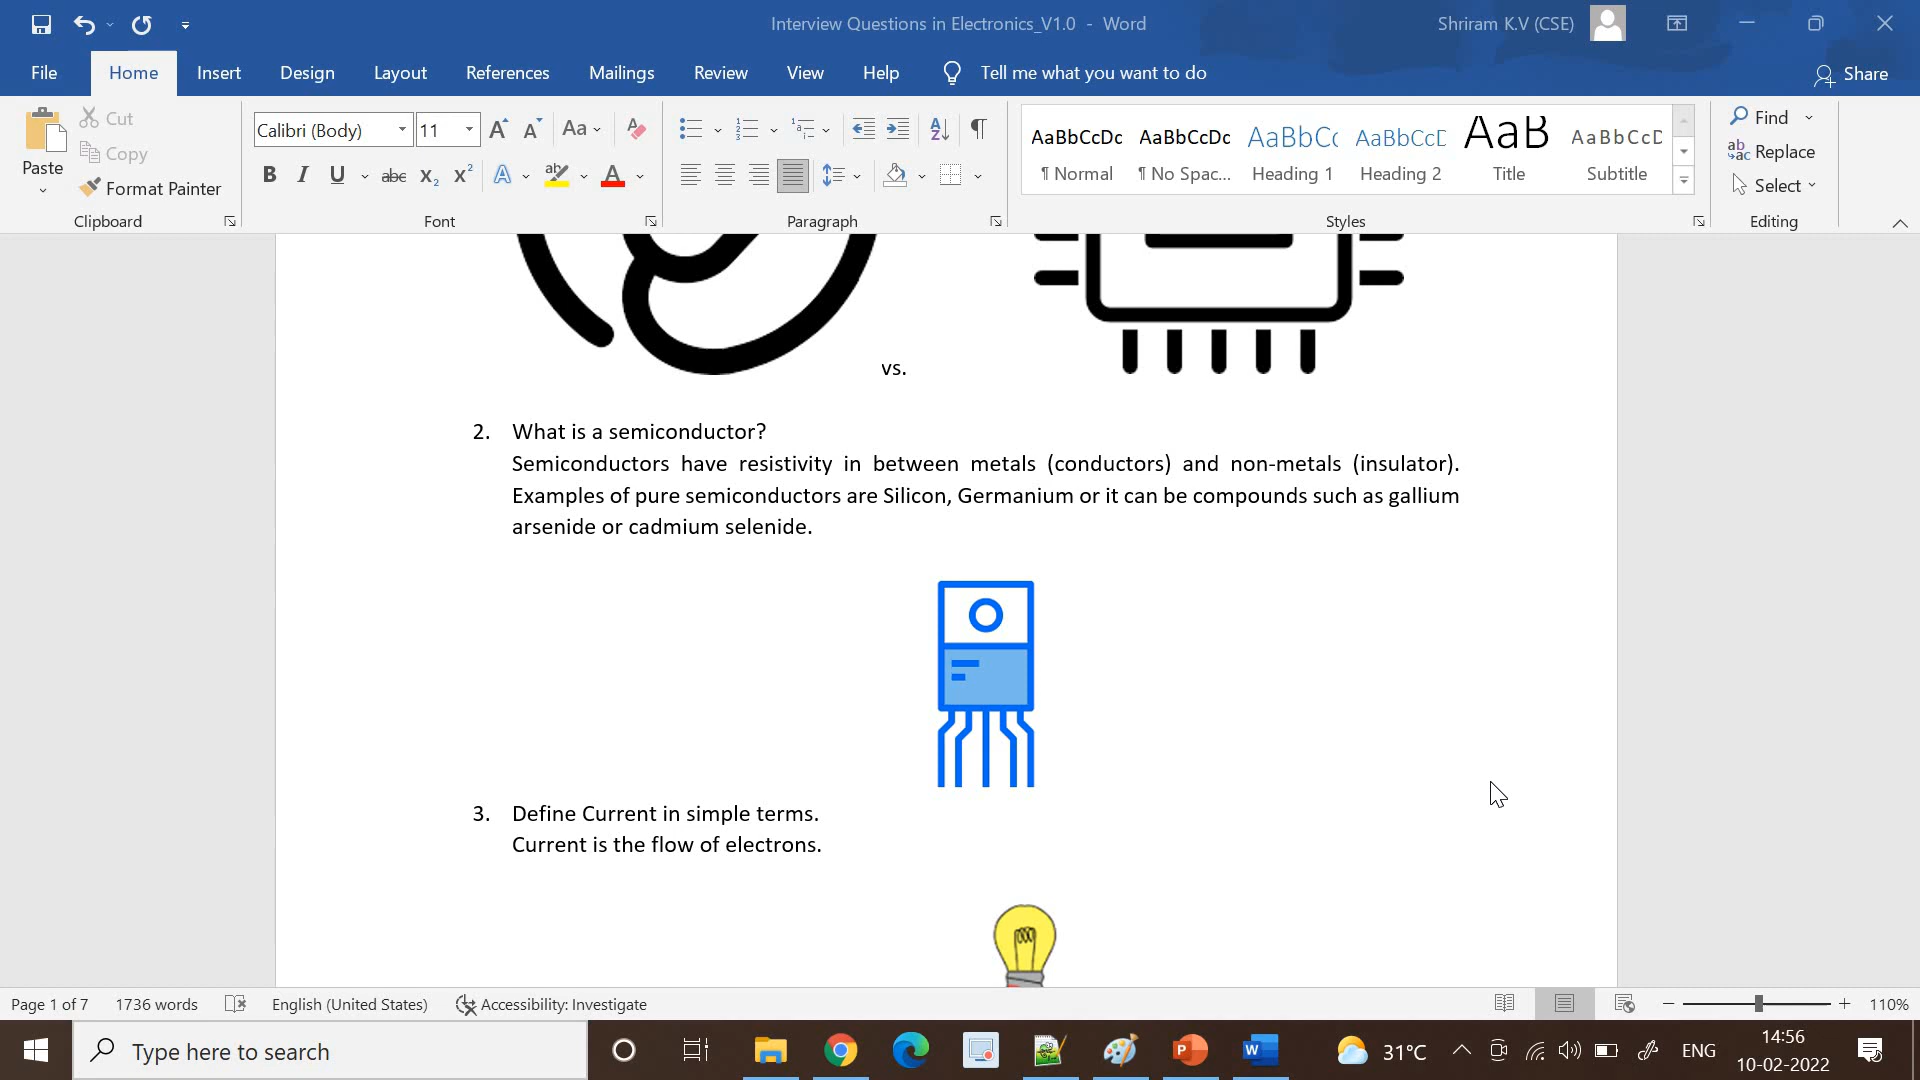 Interview Questions in Electronics_V1.0 - Word
Shriram K.V (CSE)
File Home Insert Design Layout References Mailings Review View Help Tell me what you want to do Share
Paste
Cut
Copy
Format Painter
Clipboard
Calibri (Body) 11
Font
Paragraph
AaBbCcDc AaBbCcDc AaBbCc AaBbCcD AaB AaBbCcD
¶ Normal ¶ No Spac... Heading 1 Heading 2 Title Subtitle
Styles
Find
Replace
Select
Editing
vs.
2. What is a semiconductor?
Semiconductors have resistivity in between metals (conductors) and non-metals (insulator).
Examples of pure semiconductors are Silicon, Germanium or it can be compounds such as gallium
arsenide or cadmium selenide.
3. Define Current in simple terms.
Current is the flow of electrons.
Page 1 of 7 1736 words English (United States) Accessibility: Investigate 110%
Type here to search
31°C ENG
14:56
10-02-2022